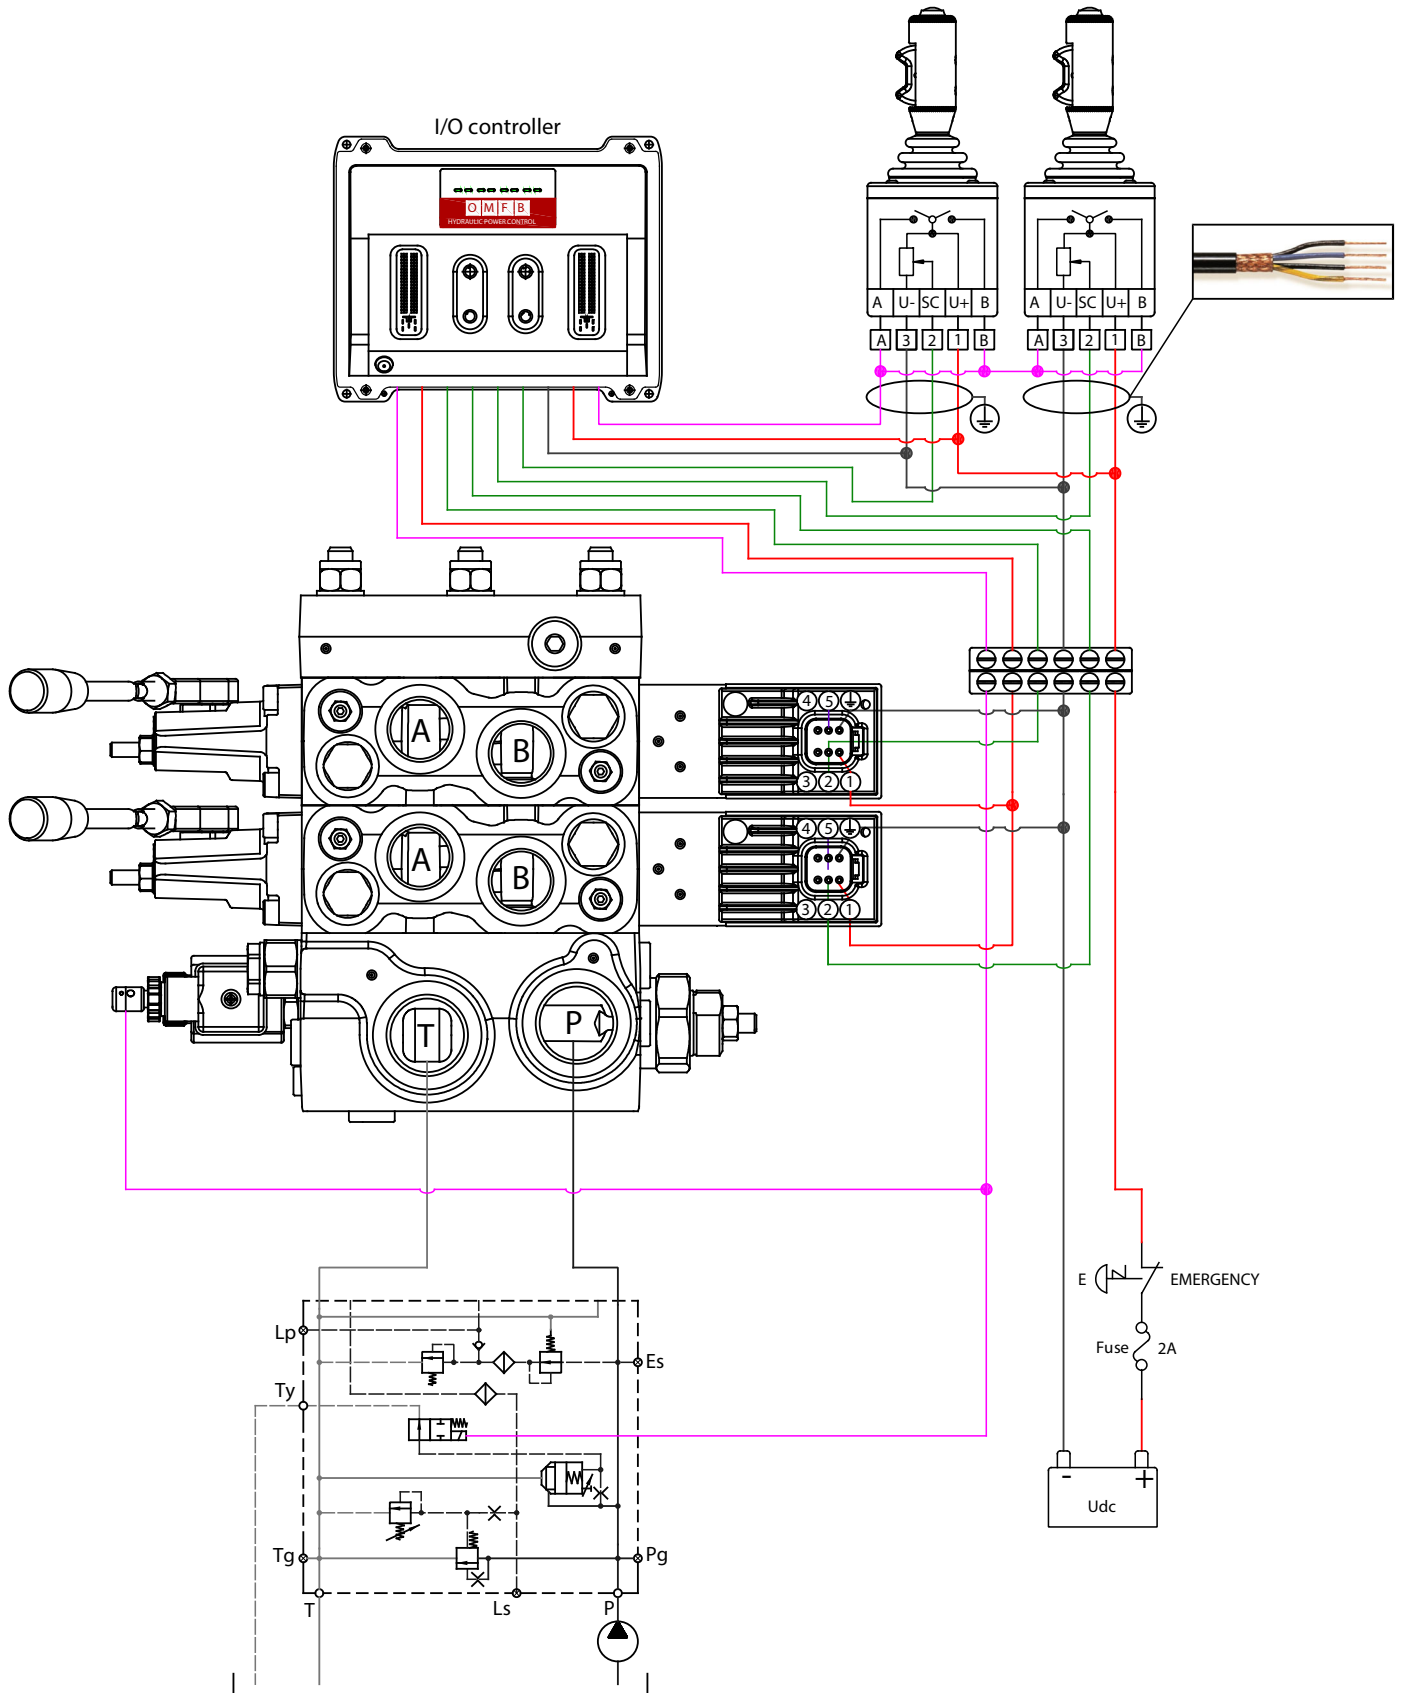 I/O controller
O M F B
HYDRAULIC POWER CONTROL
A U- SC U+ B
A U- SC U+ B
A 3 2 1 B
A 3 2 1 B
A
B
4 5
3 2 1
A
B
4 5
3 2 1
T
P
E EMERGENCY
Fuse 2A
Lp
Es
Ty
- +
Udc
Tg
Pg
T
Ls
P